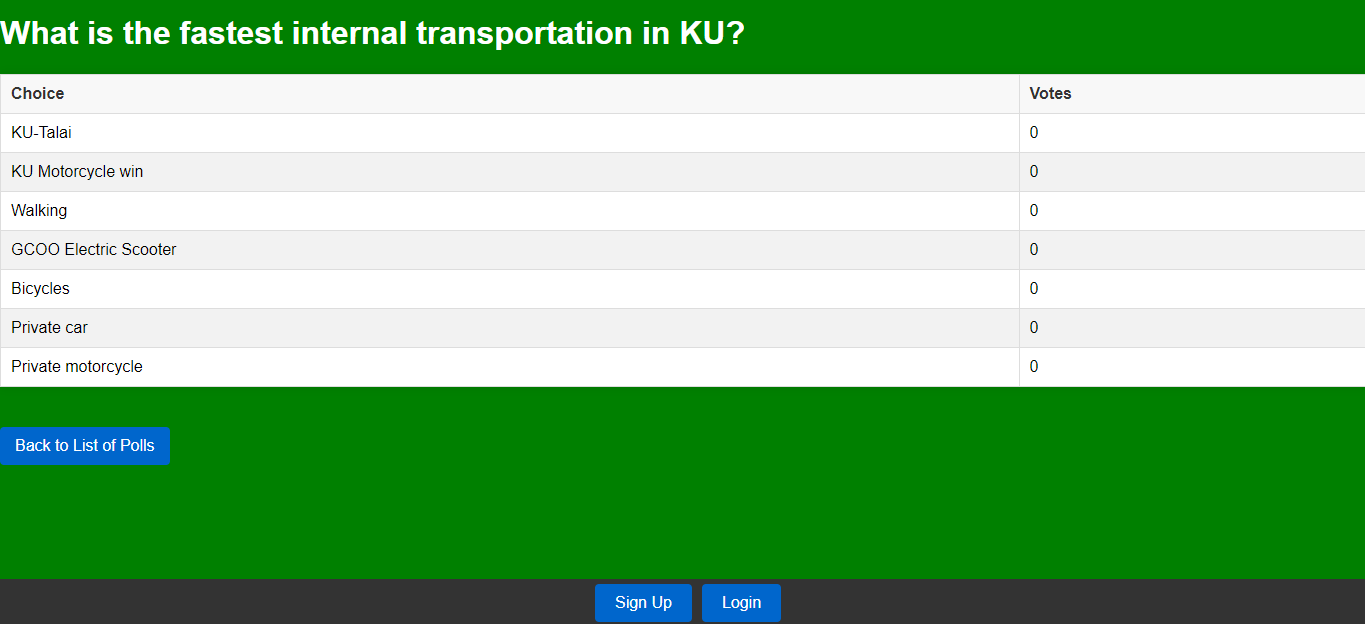 What is the fastest internal transportation in KU?
Choice Votes
KU-Talai 0
KU Motorcycle win 0
Walking 0
GCOO Electric Scooter 0
Bicycles 0
Private car 0
Private motorcycle 0
Back to List of Polls
Sign Up Login